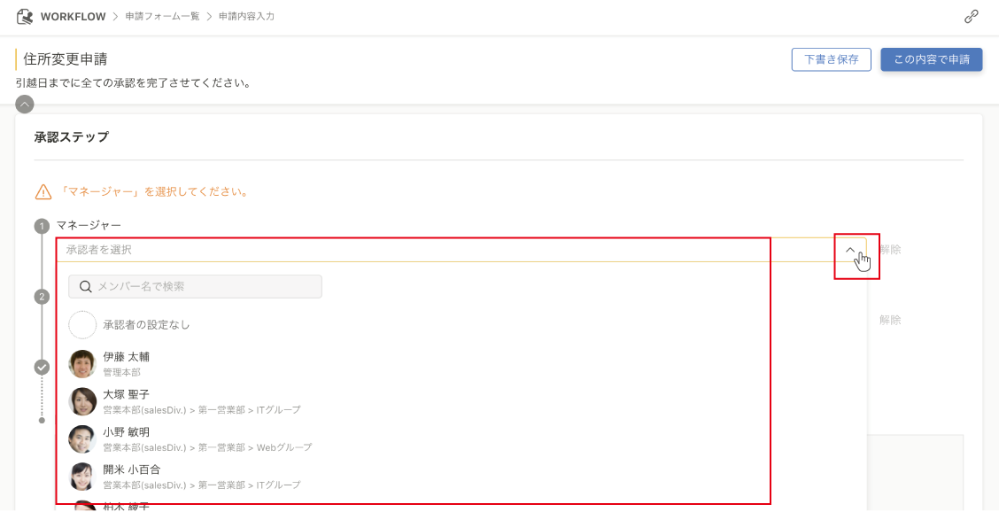 WORKFLOW > 申請フォーム一覧 > 申請内容入力
住所変更申請
下書き保存
この内容で申請
引越日までに全ての承認を完了させてください。
承認ステップ
「マネージャー」を選択してください。
1 マネージャー
承認者を選択
解除
メンバー名で検索
2
解除
承認者の設定なし
伊藤 太輔
管理本部
大塚 聖子
営業本部(salesDiv.) > 第一営業部 > ITグループ
小野 敏明
営業本部(salesDiv.) > 第一営業部 > Webグループ
開米 小百合
営業本部(salesDiv.) > 第一営業部 > ITグループ
柏木 綾子